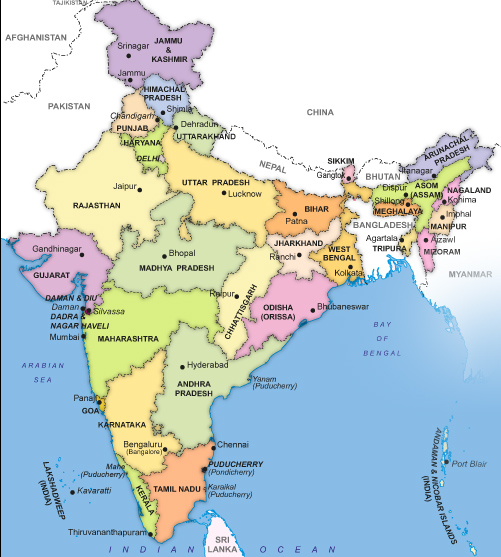 TAJIKISTAN
AFGHANISTAN
JAMMU
&
KASHMIR
Srinagar
Jammu
HIMACHAD
PRADESH
PAKISTAN
Shimla
CHINA
Chandigarh
PUNJAB
Dehradun
UTTARAKHAND
HARYANA
DELHI
ARUNACHAL
PRADESH
NEPAL
SIKKIM
Gangtok
BHUTAN
Itanagar
Jaipur
UTTAR PRADESH
Lucknow
Dispur
ASOM
(ASSAM)
NAGALAND
Kohima
RAJASTHAN
BIHAR
Patna
Shillong
MEGHALAYA
Imphal
MANIPUR
BANGLADESH
Gandhinagar
Bhopal
MADHYA PRADESH
JHARKHAND
Ranchi
WEST
BENGAL
Kolkata
Agartala
TRIPURA
Aizawl
MIZORAM
GUJARAT
MYANMAR
DAMAN & DIU
Daman
Silvassa
DADRA &
NAGAR HAVELI
Raipur
CHHATTISGARH
ODISHA
(ORISSA)
Bhubaneswar
Mumbai
MAHARASHTRA
BAY
OF
BENGAL
ARABIAN
SEA
Hyderabad
ANDHRA
PRADESH
Yanam
(Puducherry)
Panaji
GOA
KARNATAKA
Bengaluru
(Bangalore)
Chennai
Mahe
(Puducherry)
PUDUCHERRY
(Pondicherry)
LAKSHADWEEP
(INDIA)
Kavaratti
KERALA
TAMIL NADU
Karaikal
(Puducherry)
ANDAMAN & NICOBAR ISLANDS
(INDIA)
Port Blair
Thiruvananthapuram
SRI
LANKA
INDIAN OCEAN